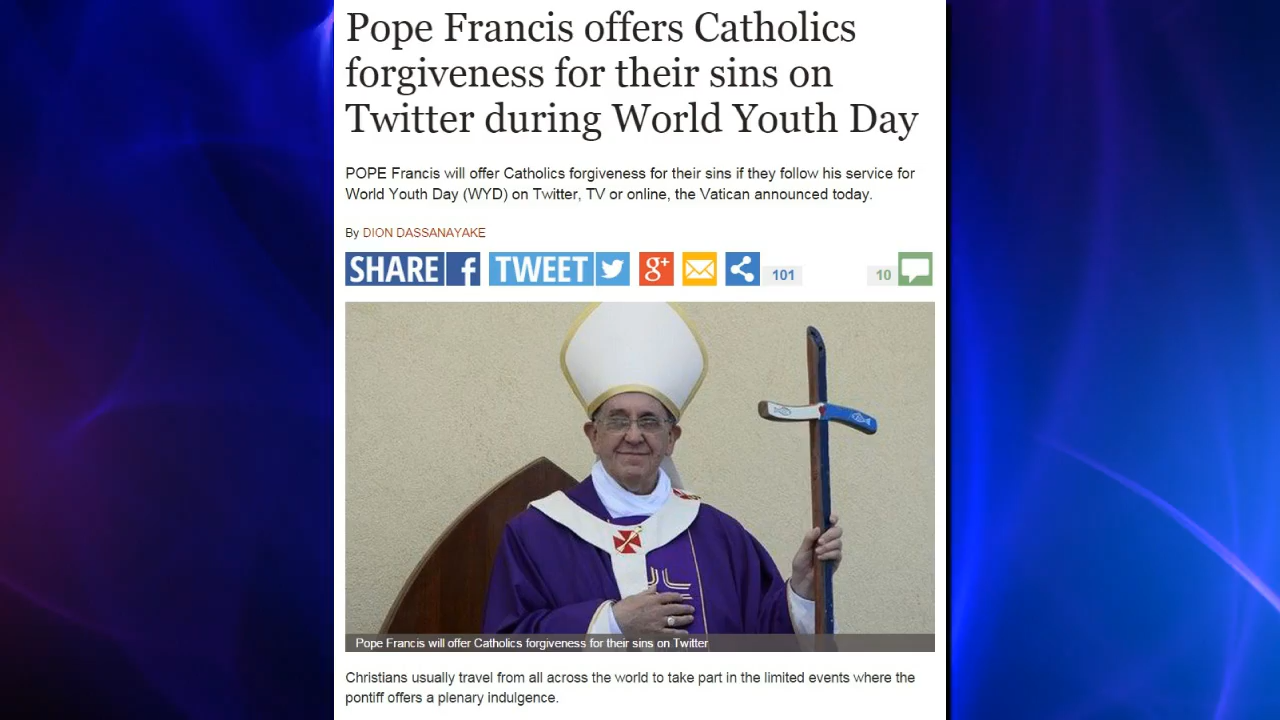 Pope Francis offers Catholics
forgiveness for their sins on
Twitter during World Youth Day
POPE Francis will offer Catholics forgiveness for their sins if they follow his service for
World Youth Day (WYD) on Twitter, TV or online, the Vatican announced today.
By DION DASSANAYAKE
SHARE f TWEET g+ 101 10
Pope Francis will offer Catholics forgiveness for their sins on Twitter
Christians usually travel from all across the world to take part in the limited events where the
pontiff offers a plenary indulgence.